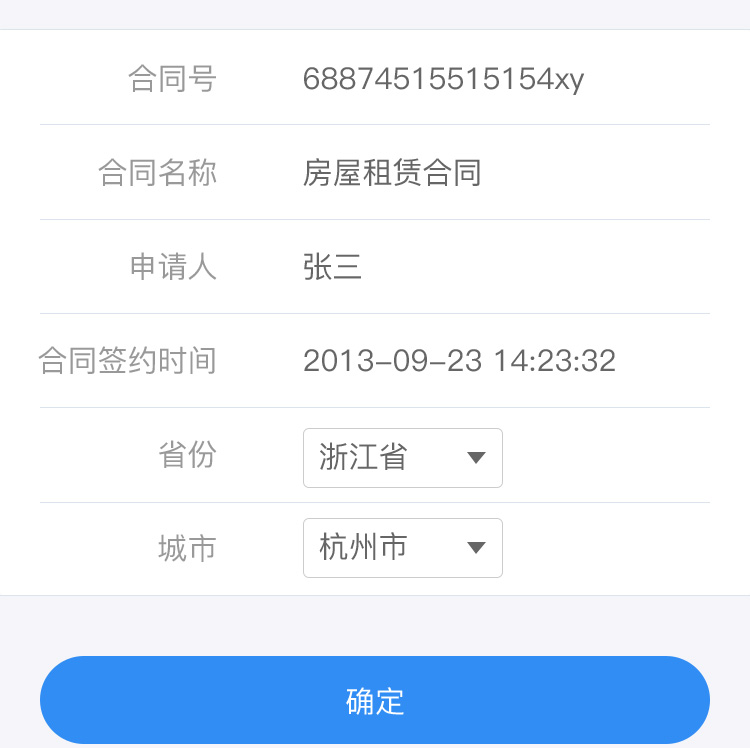 合同号 68874515515154xy
合同名称 房屋租赁合同
申请人 张三
合同签约时间 2013-09-23 14:23:32
省份 浙江省
城市 杭州市
确定